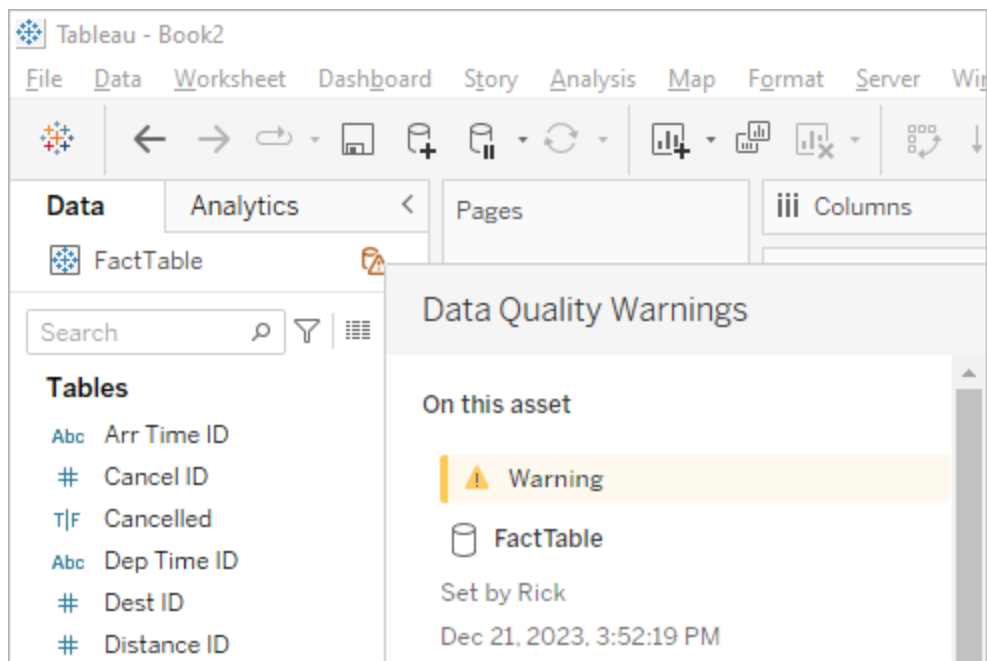 Tableau - Book2
File Data Worksheet Dashboard Story Analysis Map Format Server
Data Analytics
Pages
Columns
FactTable
Data Quality Warnings
Search
Tables
On this asset
Abc Arr Time ID
# Cancel ID
Warning
T|F Cancelled
FactTable
Abc Dep Time ID
Set by Rick
# Dest ID
Dec 21, 2023, 3:52:19 PM
# Distance ID